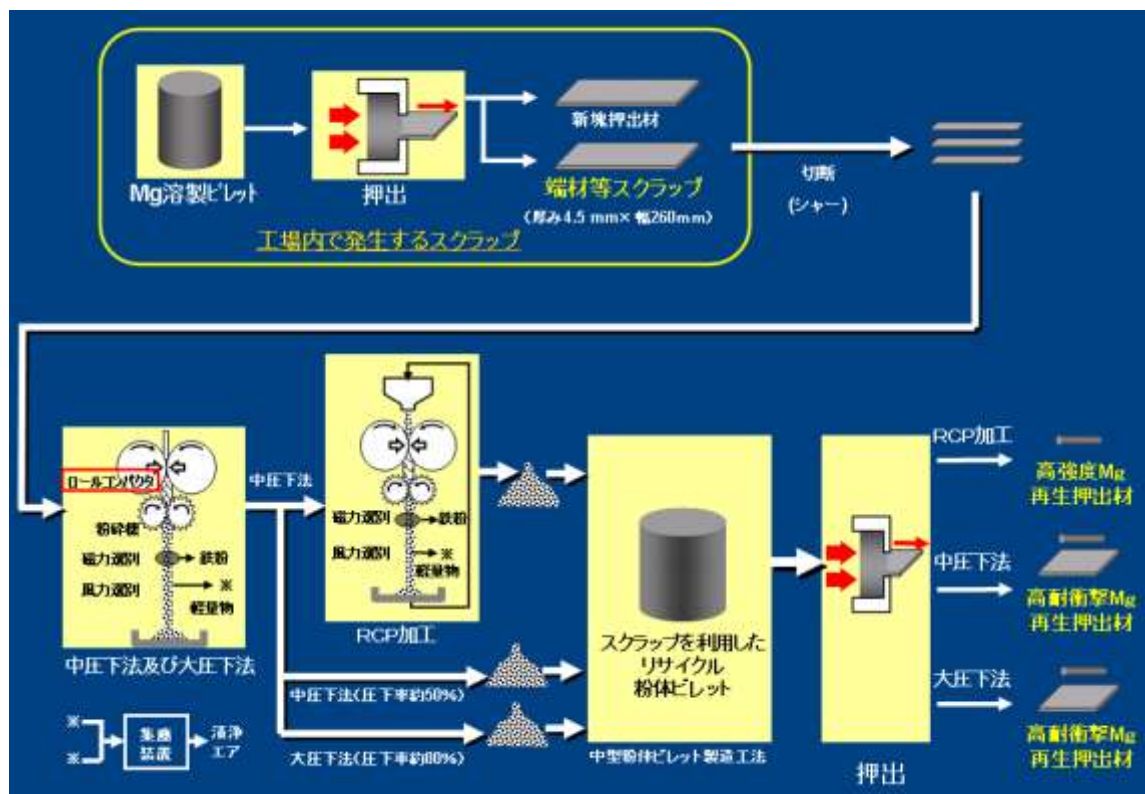 新塊押出材
Mg溶製ビレット
押出
端材等スクラップ
(厚み4.5 mm×幅260mm)
工場内で発生するスクラップ
切断
(シャー)
ロールコンパクタ
粉砕機
磁力選別
鉄粉
風力選別
※
軽量物
中圧下法及び大圧下法
※
※
集塵
装置
清浄
エア
中圧下法
磁力選別
鉄粉
風力選別
※
軽量物
RCP加工
中圧下法(圧下率約50%)
大圧下法(圧下率約80%)
スクラップを利用した
リサイクル
粉体ビレット
中型粉体ビレット製造工法
押出
RCP加工
高強度Mg
再生押出材
中圧下法
高耐衝撃Mg
再生押出材
大圧下法
高耐衝撃Mg
再生押出材